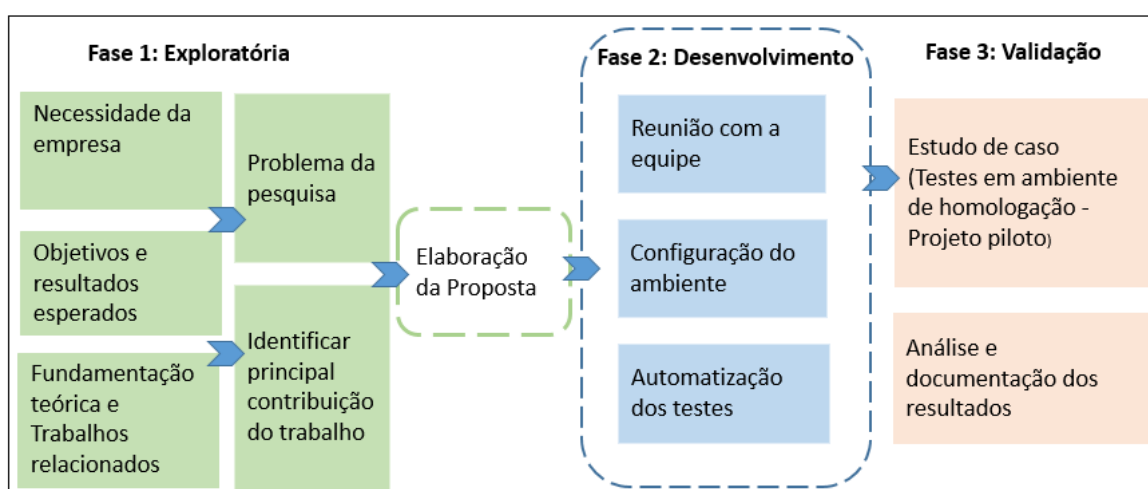 Fase 1: Exploratória
Necessidade da
empresa
Objetivos e
resultados
esperados
Fundamentação
teórica e
Trabalhos
relacionados
Problema da
pesquisa
Identificar
principal
contribuição
do trabalho
Elaboração
da Proposta
Fase 2: Desenvolvimento
Reunião com a
equipe
Configuração do
ambiente
Automatização
dos testes
Fase 3: Validação
Estudo de caso
(Testes em ambiente
de homologação -
Projeto piloto)
Análise e
documentação dos
resultados